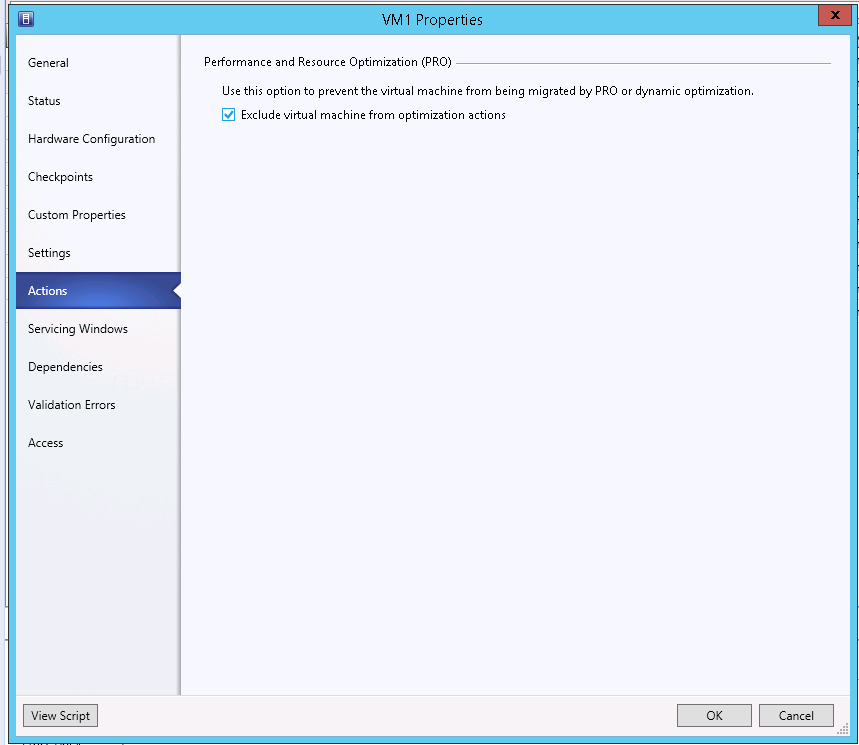 VM1 Properties
x
General
Status
Hardware Configuration
Checkpoints
Custom Properties
Settings
Actions
Servicing Windows
Dependencies
Validation Errors
Access
Performance and Resource Optimization (PRO)
Use this option to prevent the virtual machine from being migrated by PRO or dynamic optimization.
Exclude virtual machine from optimization actions
View Script
OK
Cancel